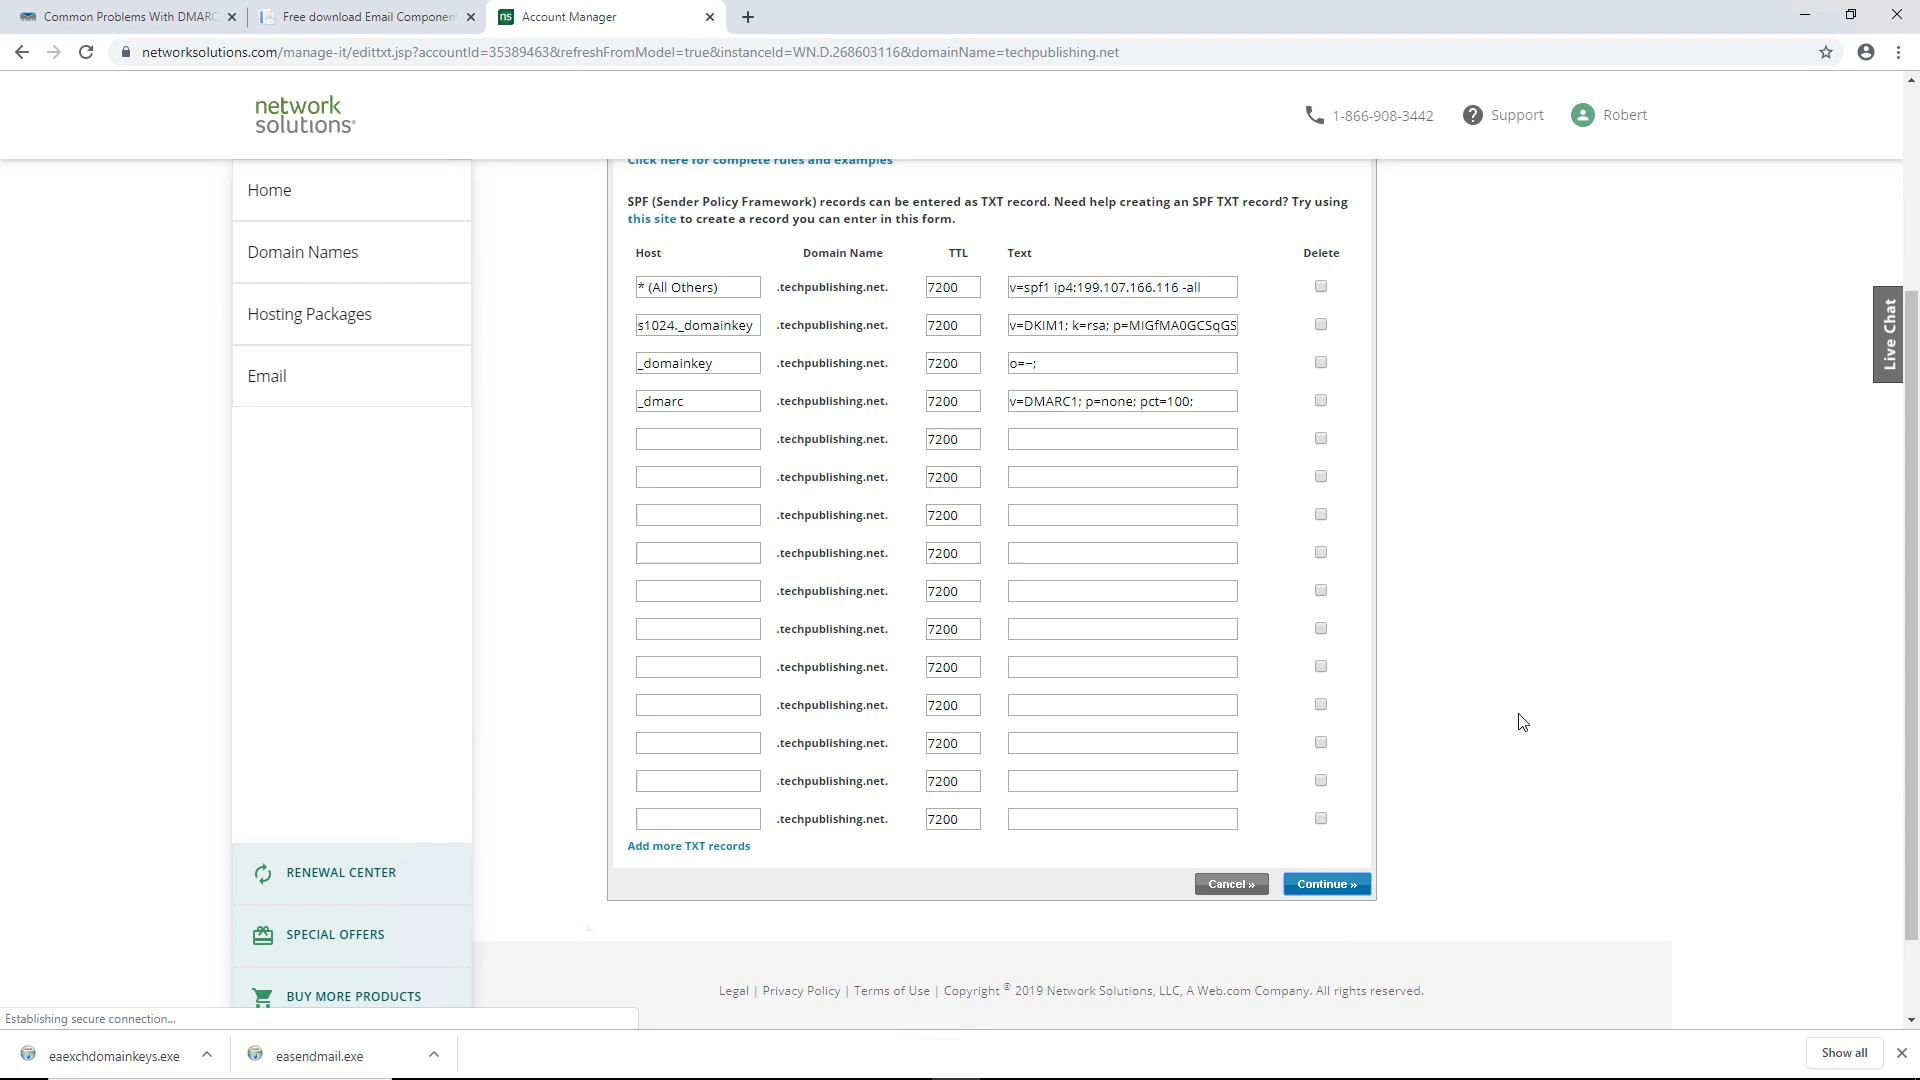 Common Problems With DMARC
Free download Email Component
ns Account Manager
networksolutions.com/manage-it/edittxt.jsp?accountId=35389463&refreshFromModel=true&instanceId=WN.D.268603116&domainName=techpublishing.net
network
solutions®
1-866-908-3442
Support
Robert
Click here for complete rules and examples
Home
Domain Names
Hosting Packages
Email
SPF (Sender Policy Framework) records can be entered as TXT record. Need help creating an SPF TXT record? Try using
this site to create a record you can enter in this form.
Host Domain Name TTL Text Delete
* (All Others) .techpublishing.net. 7200 v=spf1 ip4:199.107.166.116 -all
s1024._domainkey .techpublishing.net. 7200 v=DKIM1; k=rsa; p=MIGfMA0GCSqGS
_domainkey .techpublishing.net. 7200 o=~;
_dmarc .techpublishing.net. 7200 v=DMARC1; p=none; pct=100;
.techpublishing.net. 7200
.techpublishing.net. 7200
.techpublishing.net. 7200
.techpublishing.net. 7200
.techpublishing.net. 7200
.techpublishing.net. 7200
.techpublishing.net. 7200
.techpublishing.net. 7200
.techpublishing.net. 7200
.techpublishing.net. 7200
.techpublishing.net. 7200
Add more TXT records
Cancel »
Continue »
Live Chat
RENEWAL CENTER
SPECIAL OFFERS
BUY MORE PRODUCTS
Legal | Privacy Policy | Terms of Use | Copyright © 2019 Network Solutions, LLC, A Web.com Company. All rights reserved.
Establishing secure connection...
eaexchdomainkeys.exe
easendmail.exe
Show all